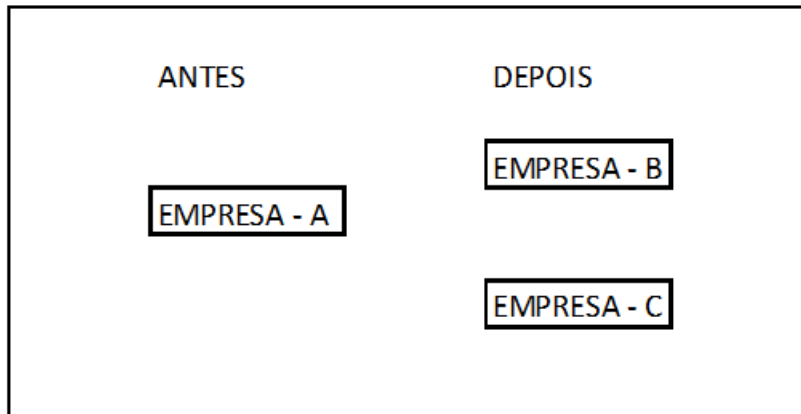 ANTES DEPOIS
EMPRESA - B
EMPRESA - A
EMPRESA - C